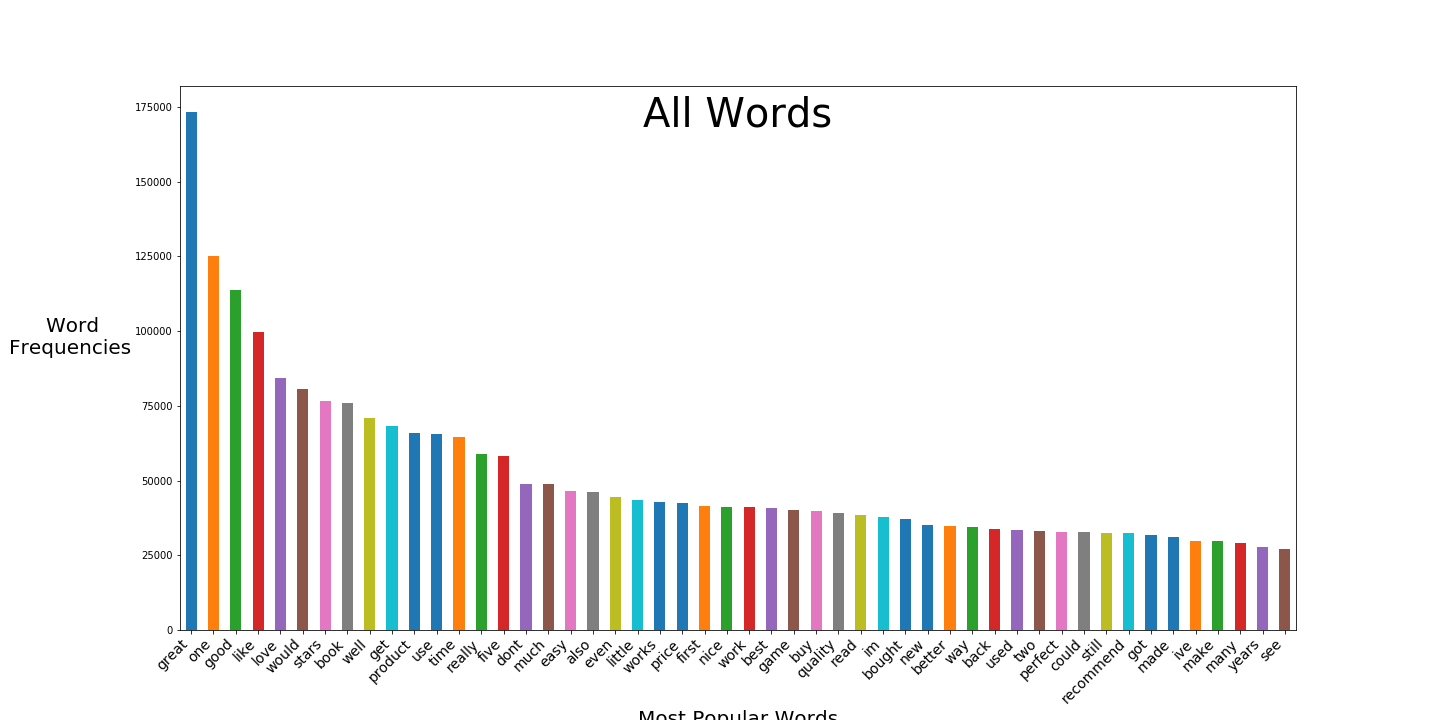 All Words
175000
150000
125000
100000
75000
50000
25000
0
Word
Frequencies
great
one
good
like
love
would
stars
book
well
get
product
use
time
really
five
dont
much
easy
also
even
little
works
price
first
nice
work
best
game
buy
quality
read
im
bought
new
better
way
back
used
two
perfect
could
still
recommend
got
made
ive
make
many
years
see
Most Popular Words